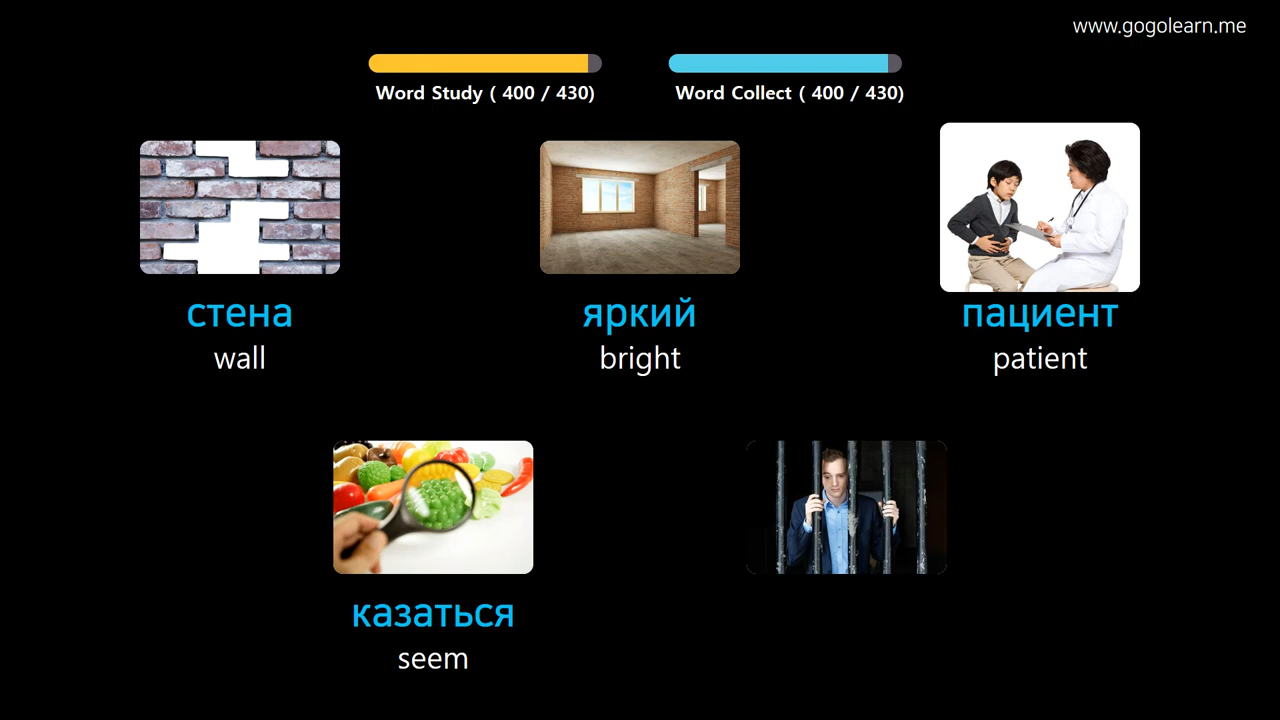 www.gogolearn.me
Word Study ( 400 / 430)
Word Collect ( 400 / 430)
стена
wall
яркий
bright
пациент
patient
казаться
seem